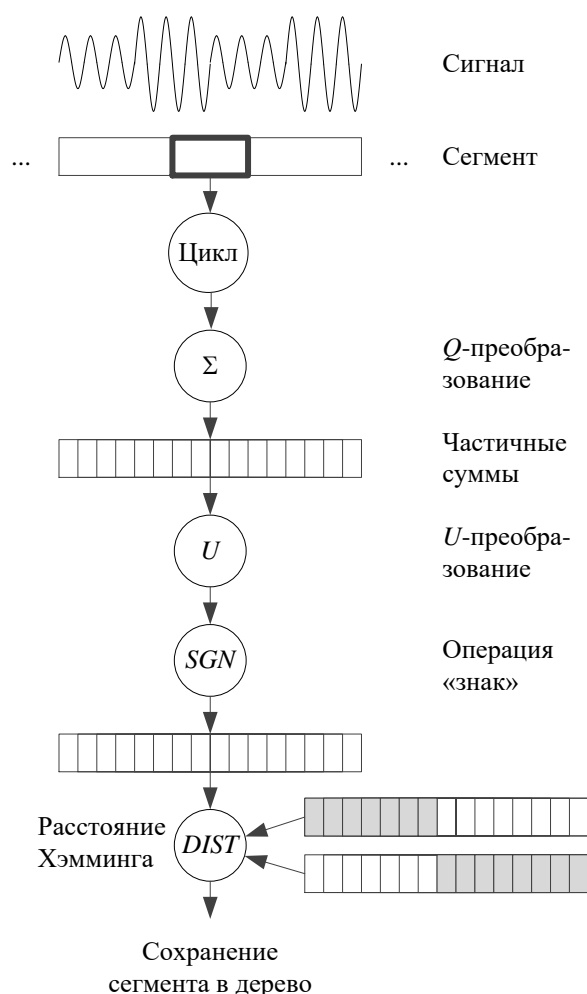 Сигнал
...
...
Сегмент
Цикл
Σ
Q-преобра-
зование
Частичные
суммы
U
U-преобра-
зование
SGN
Операция
«знак»
Расстояние
Хэмминга
DIST
Сохранение
сегмента в дерево